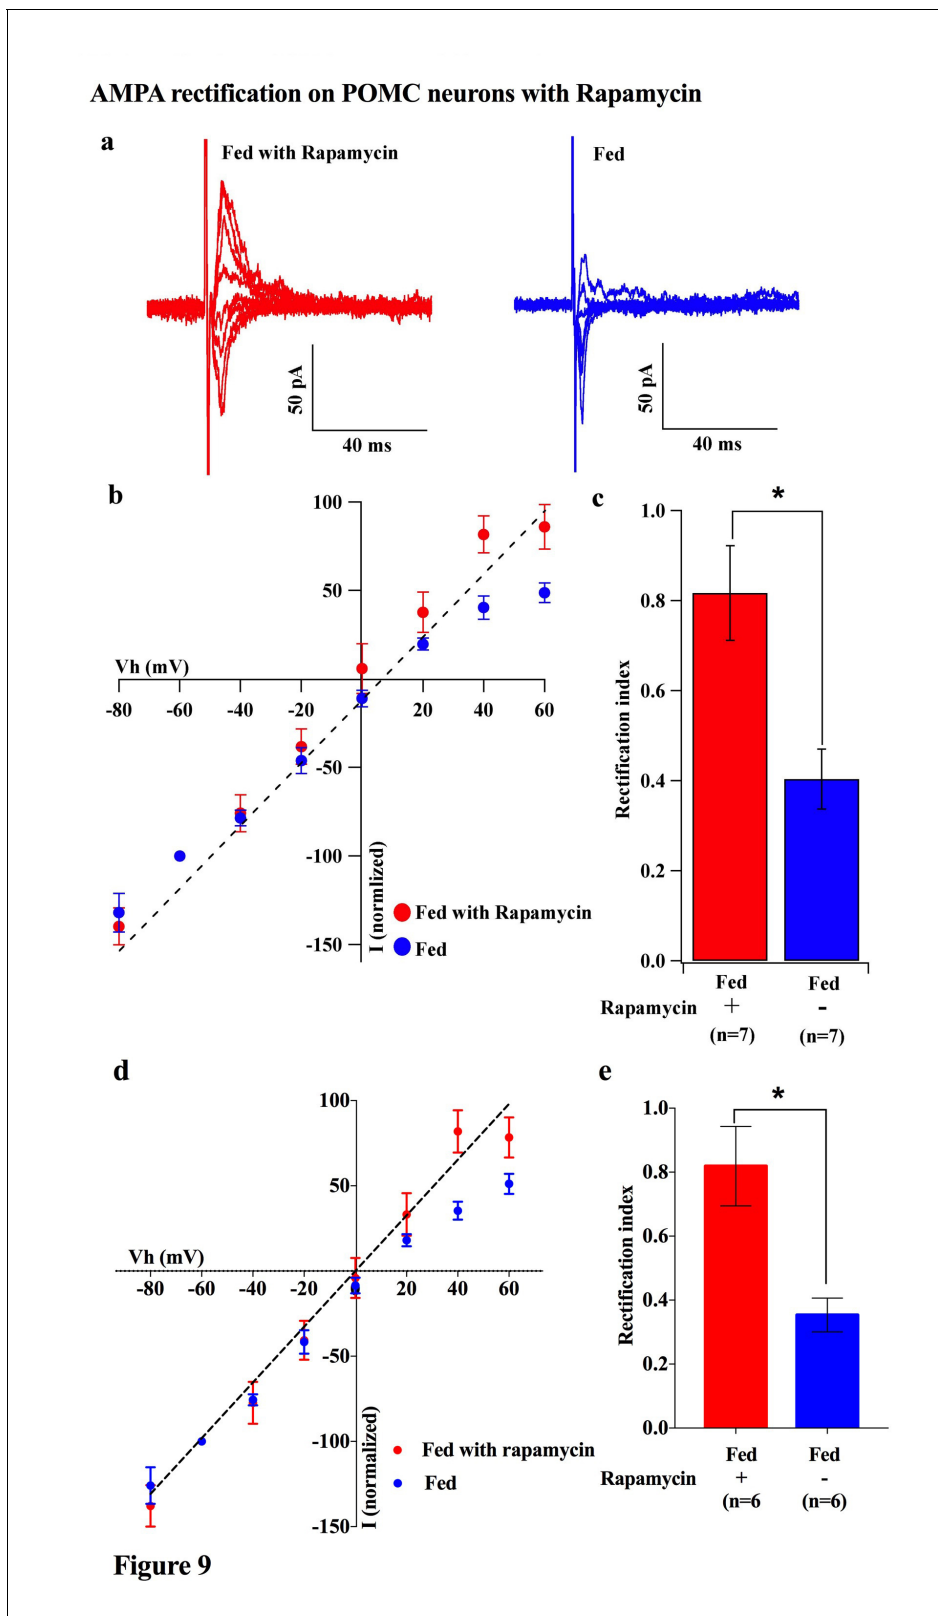 AMPA rectification on POMC neurons with Rapamycin
a
Fed with Rapamycin
Fed
50 pA
40 ms
50 pA
40 ms
b
100
50
Vh (mV)
-80 -60 -40 -20 20 40 60
-50
-100
-150
I (normlized)
Fed with Rapamycin
Fed
c
*
1.0
0.8
0.6
0.4
0.2
0.0
Rectification index
Fed Fed
Rapamycin + -
(n=7) (n=7)
d
100
50
Vh (mV)
-80 -60 -40 -20 20 40 60
-50
-100
-150
I (normalized)
Fed with rapamycin
Fed
e
*
1.0
0.8
0.6
0.4
0.2
0.0
Rectification index
Fed Fed
Rapamycin + -
(n=6 (n=6)
Figure 9